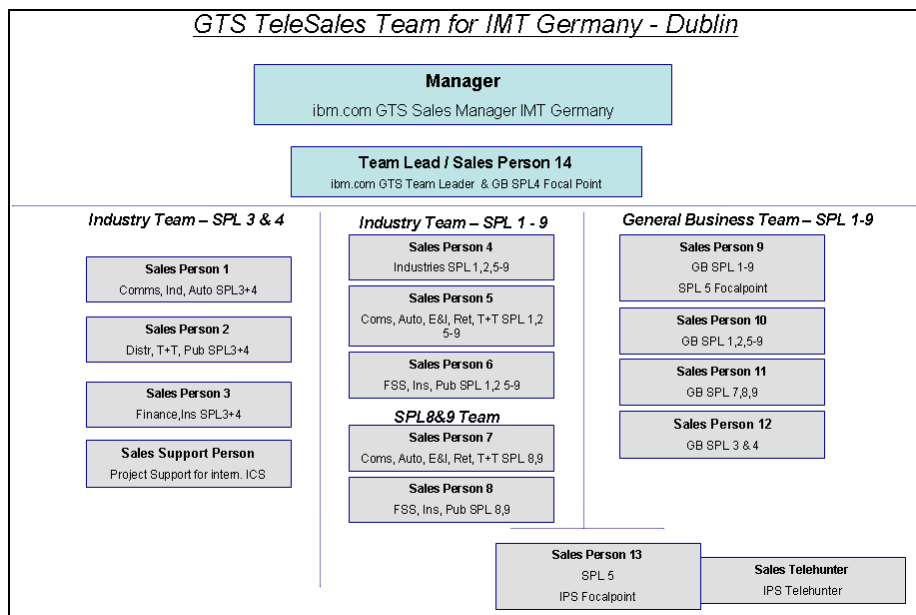 GTS TeleSales Team for IMT Germany - Dublin
Manager
ibm.com GTS Sales Manager IMT Germany
Team Lead / Sales Person 14
ibm.com GTS Team Leader & GB SPL4 Focal Point
Industry Team – SPL 3 & 4
Sales Person 1
Comms, Ind, Auto SPL3+4
Sales Person 2
Distr, T+T, Pub SPL3+4
Sales Person 3
Finance,Ins SPL3+4
Sales Support Person
Project Support for intern. ICS
Industry Team – SPL 1 - 9
Sales Person 4
Industries SPL 1,2,5-9
Sales Person 5
Coms, Auto, E&I, Ret, T+T SPL 1,2
5-9
Sales Person 6
FSS, Ins, Pub SPL 1,2 5-9
SPL8&9 Team
Sales Person 7
Coms, Auto, E&I, Ret, T+T SPL 8,9
Sales Person 8
FSS, Ins, Pub SPL 8,9
General Business Team – SPL 1-9
Sales Person 9
GB SPL 1-9
SPL 5 Focalpoint
Sales Person 10
GB SPL 1,2,5-9
Sales Person 11
GB SPL 7,8,9
Sales Person 12
GB SPL 3 & 4
Sales Person 13
SPL 5
IPS Focalpoint
Sales Telehunter
IPS Telehunter